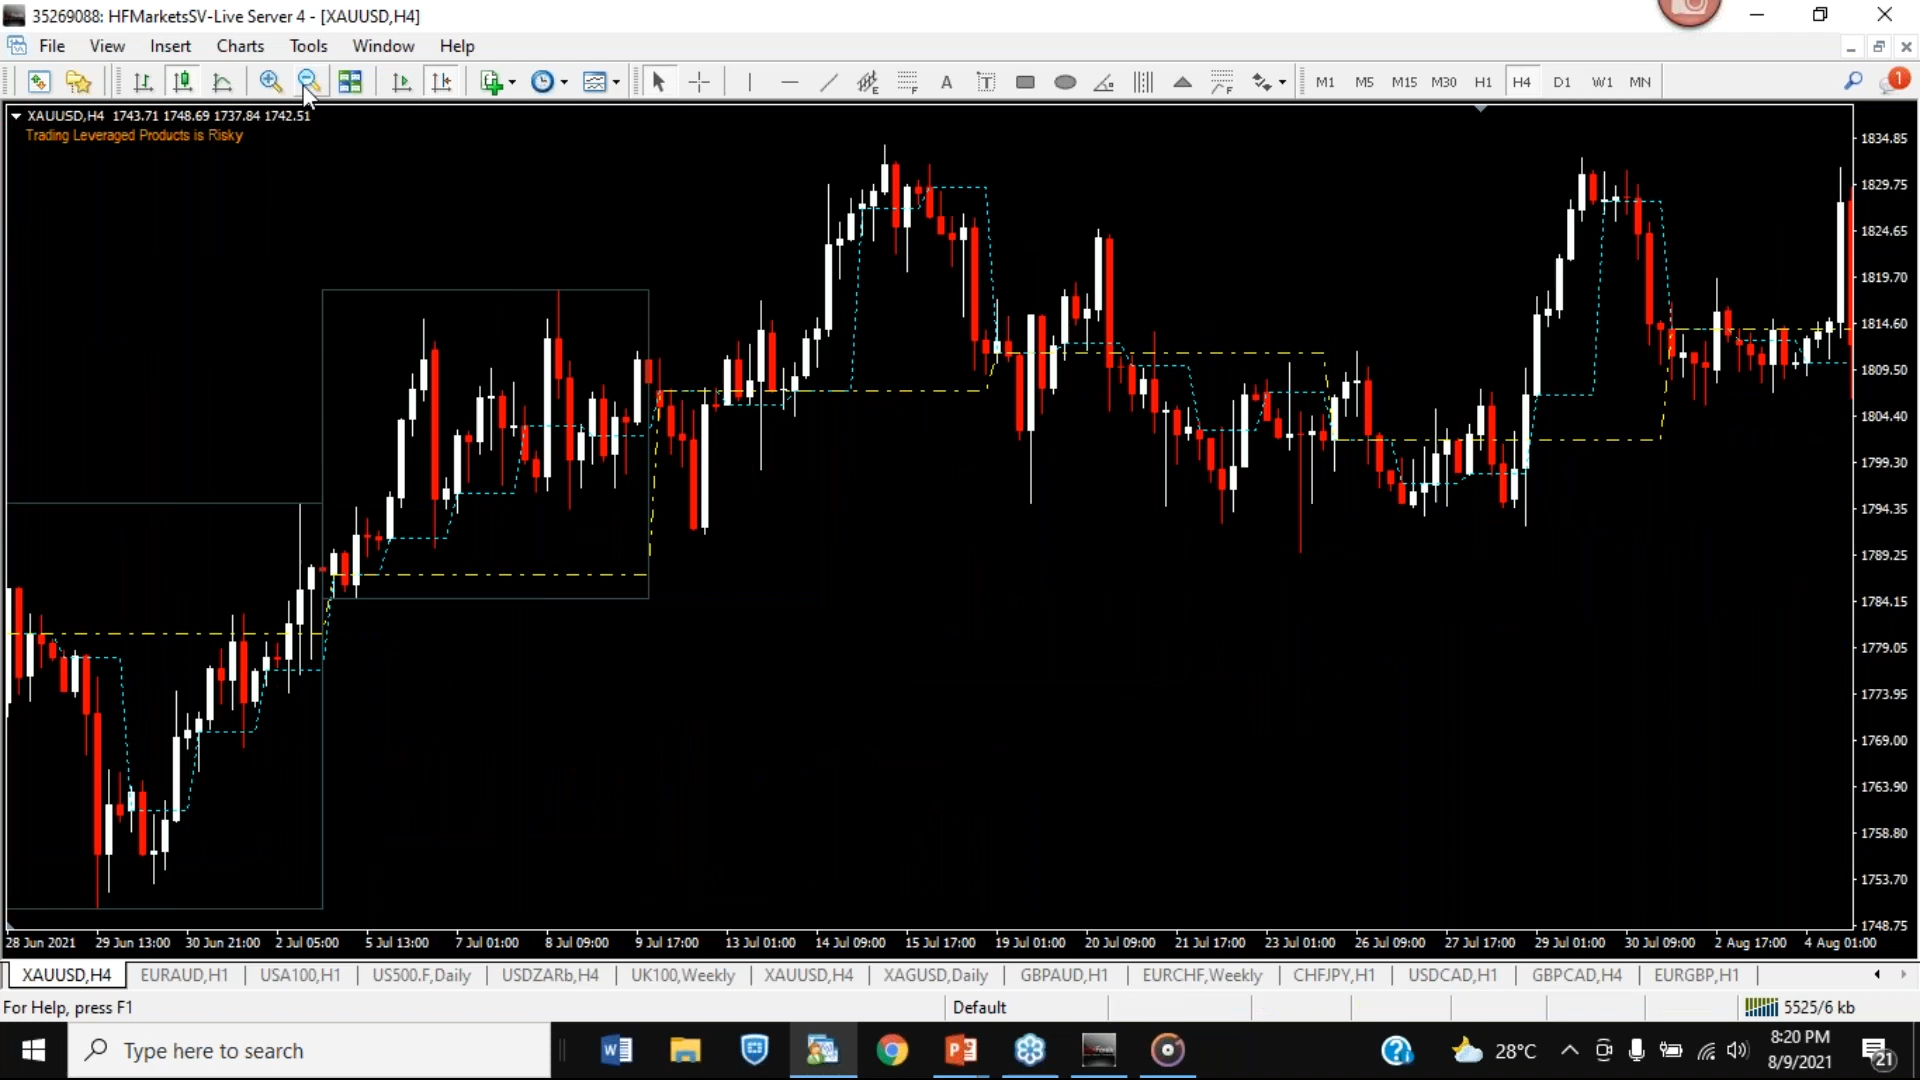 35269088: HFMarketsSV-Live Server 4 - [XAUUSD,H4]
File View Insert Charts Tools Window Help
A T E F F M1 M5 M15 M30 H1 H4 D1 W1 MN 1
XAUUSD,H4 1743.71 1748.69 1737.84 1742.51
Trading Leveraged Products is Risky
1834.85
1829.75
1824.65
1819.70
1814.60
1809.50
1804.40
1799.30
1794.35
1789.25
1784.15
1779.05
1773.95
1769.00
1763.90
1758.80
1753.70
1748.75
28 Jun 2021 29 Jun 13:00 30 Jun 21:00 2 Jul 05:00 5 Jul 13:00 7 Jul 01:00 8 Jul 09:00 9 Jul 17:00 13 Jul 01:00 14 Jul 09:00 15 Jul 17:00 19 Jul 01:00 20 Jul 09:00 21 Jul 17:00 23 Jul 01:00 26 Jul 09:00 27 Jul 17:00 29 Jul 01:00 30 Jul 09:00 2 Aug 17:00 4 Aug 01:00
XAUUSD,H4 EURAUD,H1 USA100,H1 US500.F,Daily USDZARb,H4 UK100,Weekly XAUUSD,H4 XAGUSD,Daily GBPAUD,H1 EURCHF,Weekly CHFJPY,H1 USDCAD,H1 GBPCAD,H4 EURGBP,H1
For Help, press F1 Default 5525/6 kb
Type here to search 28°C 8:20 PM
8/9/2021 21